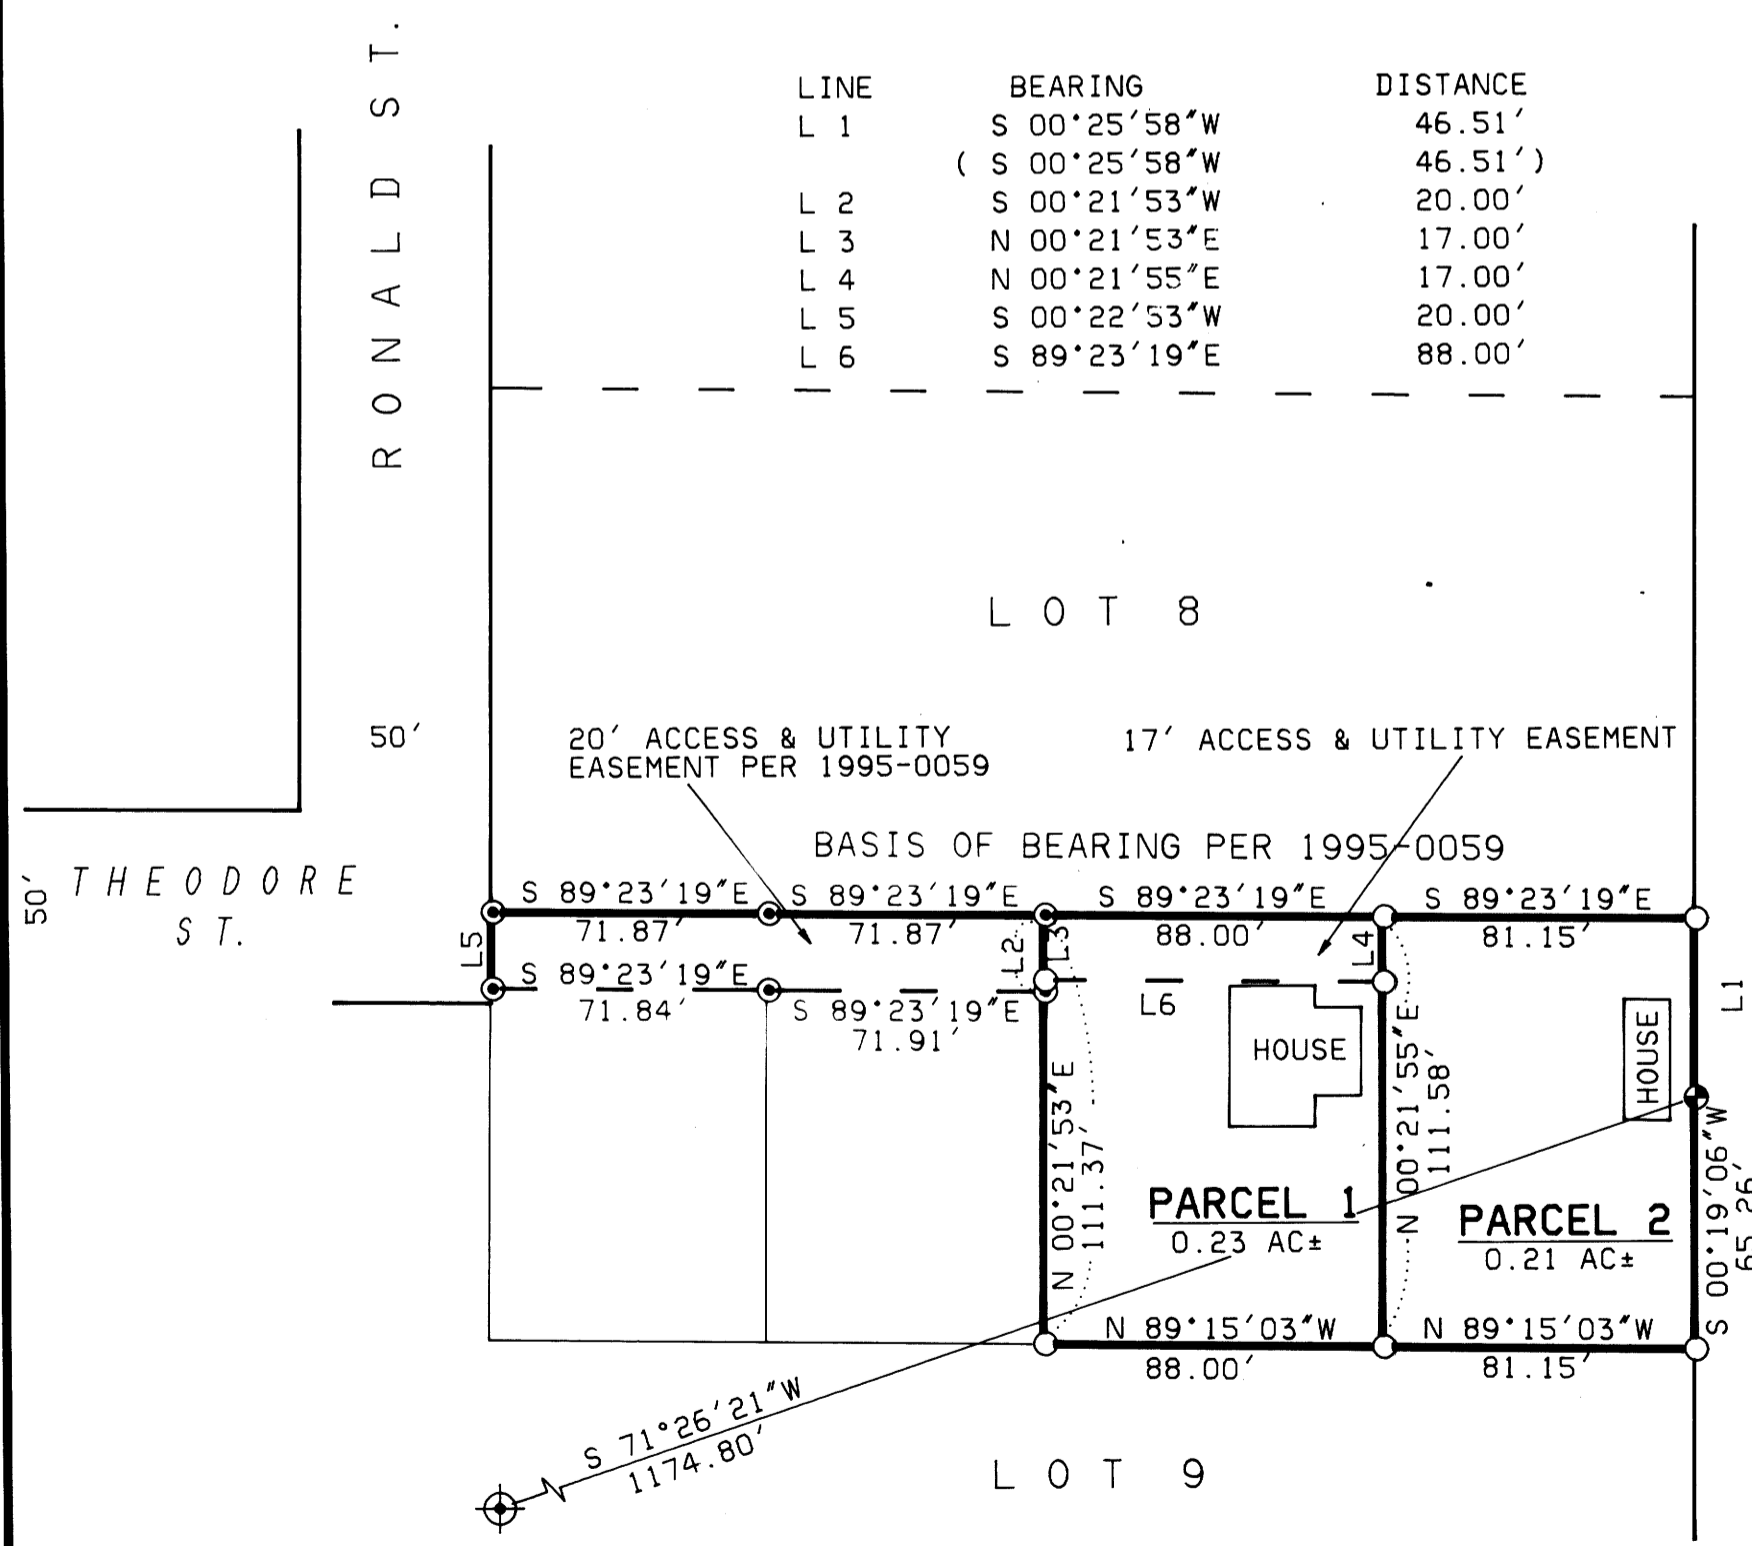 RONALD ST.
LINE BEARING DISTANCE
L 1 S 00°25'58"W 46.51'
( S 00°25'58"W 46.51')
L 2 S 00°21'53"W 20.00'
L 3 N 00°21'53"E 17.00'
L 4 N 00°21'55"E 17.00'
L 5 S 00°22'53"W 20.00'
L 6 S 89°23'19"E 88.00'
LOT 8
50'
20' ACCESS & UTILITY
EASEMENT PER 1995-0059
17' ACCESS & UTILITY EASEMENT
BASIS OF BEARING PER 1995-0059
50'
THEODORE
ST.
S 89°23'19"E
71.87'
S 89°23'19"E
71.87'
S 89°23'19"E
88.00'
S 89°23'19"E
81.15'
L5
L2
L3
L4
L1
S 89°23'19"E
71.84'
S 89°23'19"E
71.91'
L6
HOUSE
HOUSE
N 00°21'53"E
111.37'
N 00°21'55"E
111.58'
S 00°19'06"W
65.26'
PARCEL 1
0.23 AC±
PARCEL 2
0.21 AC±
N 89°15'03"W
88.00'
N 89°15'03"W
81.15'
S 71°26'21"W
1174.80'
LOT 9